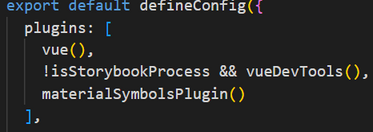 export default defineConfig({
  plugins: [
    vue(),
    !isStorybookProcess && vueDevTools(),
    materialSymbolsPlugin()
  ],